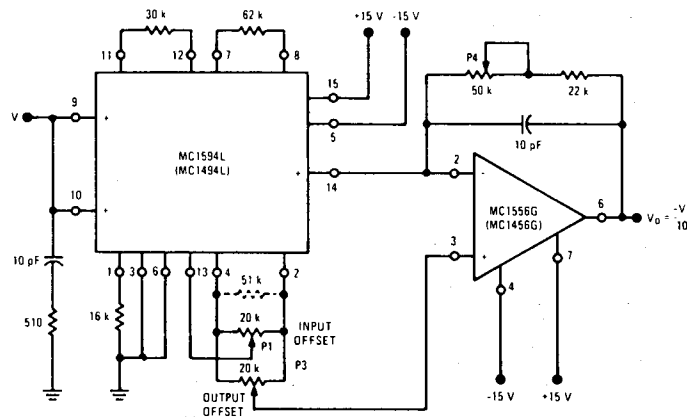 30 k
62 k
+15 V
-15 V
11
12
7
8
P4
50 k
22 k
15
V
9
+
5
10 pF
MC1594L
(MC1494L)
+
14
2
-
10
+
MC1556G
(MC1456G)
6
V₀ = -V
10
10 pF
1
3
6
13
4
2
3
+
7
4
51 k
16 k
20 k
INPUT
OFFSET
510
P1
20 k
P3
OUTPUT
OFFSET
-15 V
+15 V